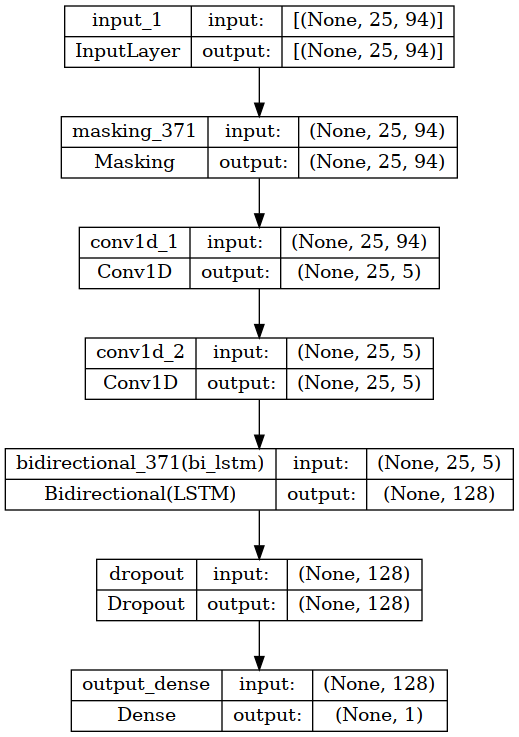 input_1 input: [(None, 25, 94)]
InputLayer output: [(None, 25, 94)]
masking_371 input: (None, 25, 94)
Masking output: (None, 25, 94)
conv1d_1 input: (None, 25, 94)
Conv1D output: (None, 25, 5)
conv1d_2 input: (None, 25, 5)
Conv1D output: (None, 25, 5)
bidirectional_371(bi_lstm) input: (None, 25, 5)
Bidirectional(LSTM) output: (None, 128)
dropout input: (None, 128)
Dropout output: (None, 128)
output_dense input: (None, 128)
Dense output: (None, 1)